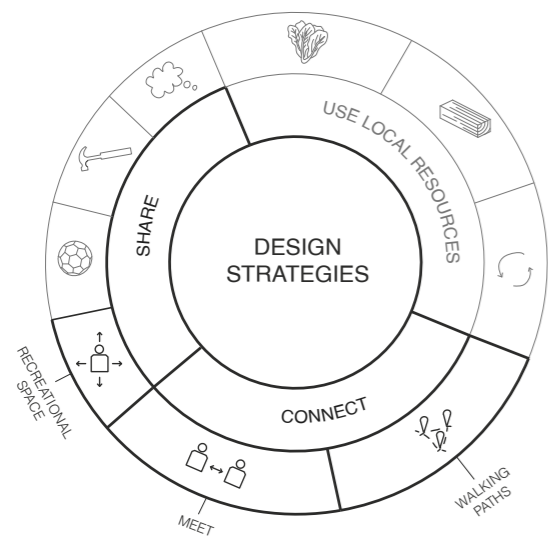 USE LOCAL RESOURCES
SHARE
DESIGN
STRATEGIES
CONNECT
RECREATIONAL
SPACE
MEET
WALKING
PATHS